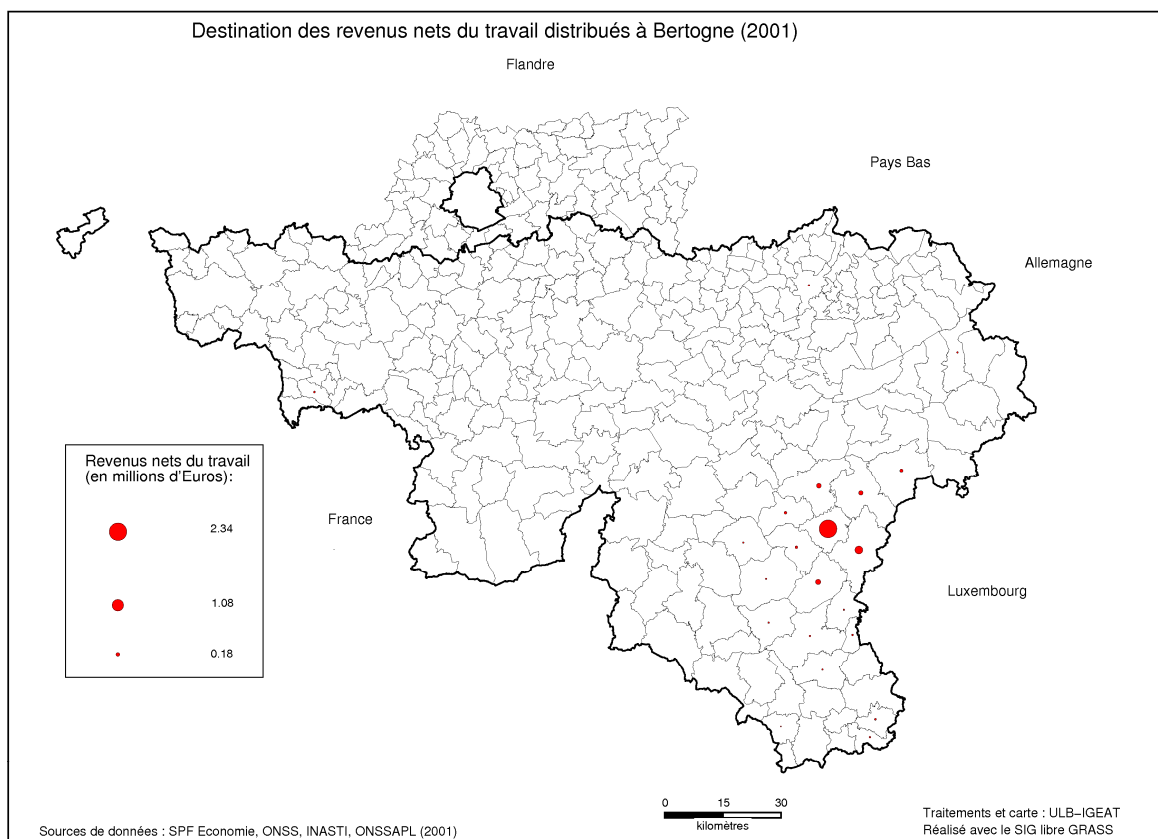 Destination des revenus nets du travail distribués à Bertogne (2001)
Flandre
Pays Bas
Allemagne
Revenus nets du travail
(en millions d'Euros):
2.34
1.08
0.18
France
Luxembourg
0 15 30
kilomètres
Sources de données : SPF Economie, ONSS, INASTI, ONSSAPL (2001)
Traitements et carte : ULB-IGEAT
Réalisé avec le SIG libre GRASS